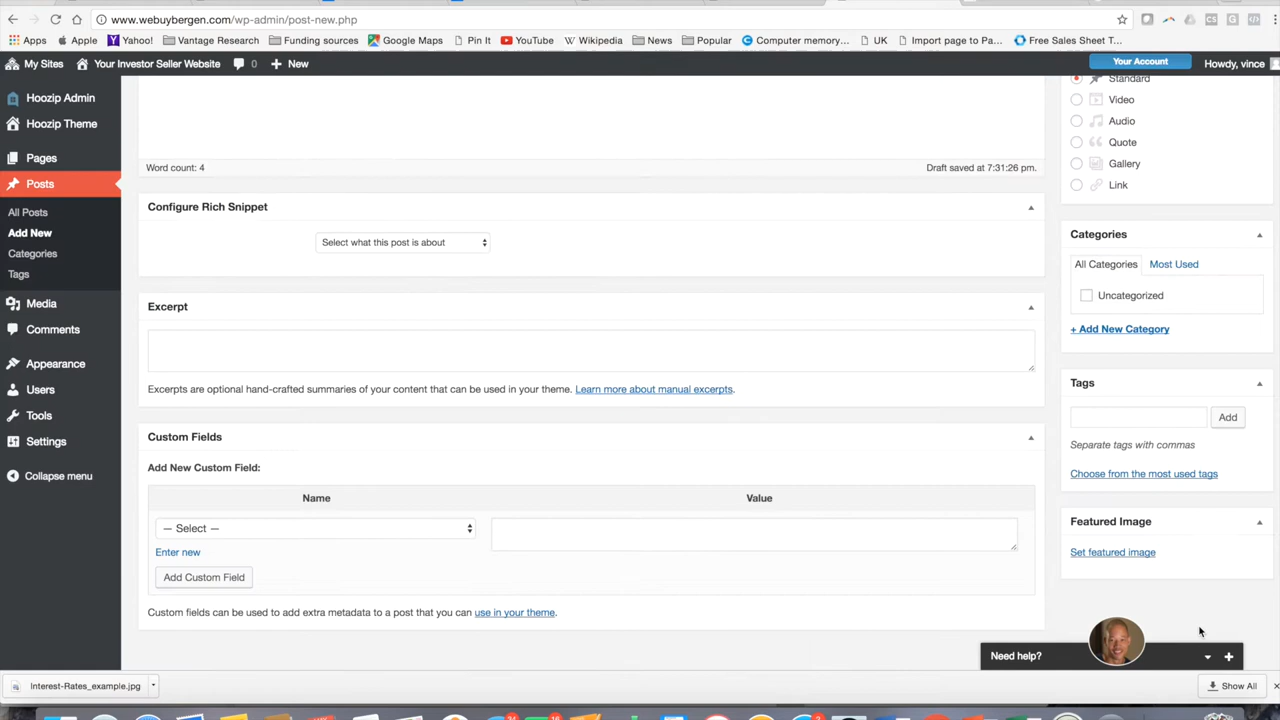 www.webuybergen.com/wp-admin/post-new.php
Apps Apple Yahoo! Vantage Research Funding sources Google Maps Pin It YouTube Wikipedia News Popular Computer memory... UK Import page to Pa... Free Sales Sheet T...
My Sites Your Investor Seller Website 0 New Your Account Howdy, vince
Hoozip Admin
Hoozip Theme
Pages
Posts
All Posts
Add New
Categories
Tags
Media
Comments
Appearance
Users
Tools
Settings
Collapse menu
Word count: 4 Draft saved at 7:31:26 pm.
Configure Rich Snippet
Select what this post is about
Excerpt
Excerpts are optional hand-crafted summaries of your content that can be used in your theme. Learn more about manual excerpts.
Custom Fields
Add New Custom Field:
Name Value
— Select —
Enter new
Add Custom Field
Custom fields can be used to add extra metadata to a post that you can use in your theme.
Standard
Video
Audio
Quote
Gallery
Link
Categories
All Categories Most Used
Uncategorized
+ Add New Category
Tags
Add
Separate tags with commas
Choose from the most used tags
Featured Image
Set featured image
Need help?
Interest-Rates_example.jpg Show All